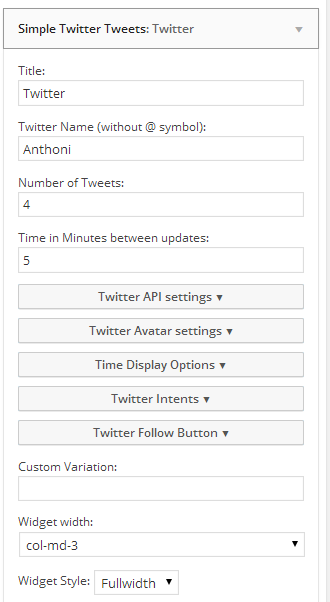 Simple Twitter Tweets: Twitter
Title:
Twitter
Twitter Name (without @ symbol):
Anthoni
Number of Tweets:
4
Time in Minutes between updates:
5
Twitter API settings ▾
Twitter Avatar settings ▾
Time Display Options ▾
Twitter Intents ▾
Twitter Follow Button ▾
Custom Variation:
Widget width:
col-md-3
Widget Style: Fullwidth